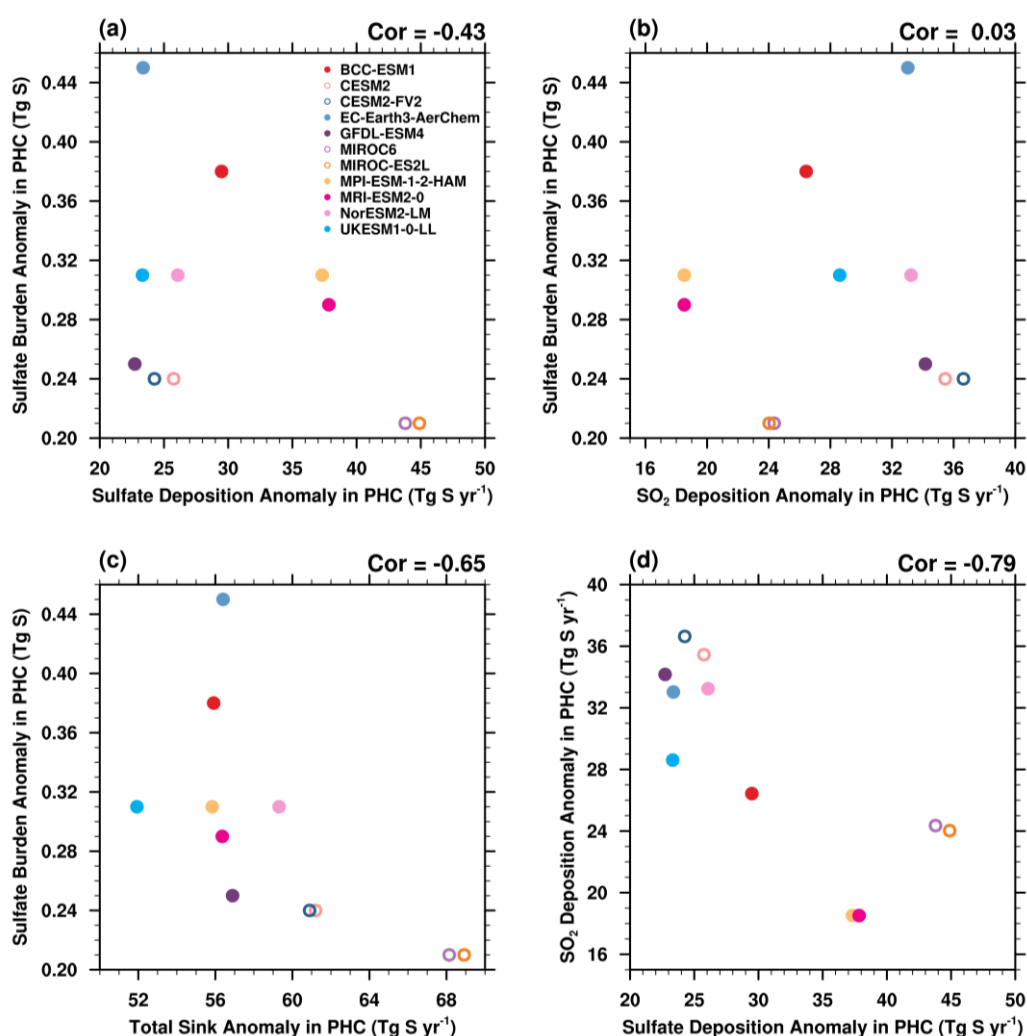 (a) Cor = -0.43
Sulfate Burden Anomaly in PHC (Tg S)
0.44
0.40
0.36
0.32
0.28
0.24
0.20
BCC-ESM1
CESM2
CESM2-FV2
EC-Earth3-AerChem
GFDL-ESM4
MIROC6
MIROC-ES2L
MPI-ESM-1-2-HAM
MRI-ESM2-0
NorESM2-LM
UKESM1-0-LL
20 25 30 35 40 45 50
Sulfate Deposition Anomaly in PHC (Tg S yr⁻¹)
(b) Cor = 0.03
Sulfate Burden Anomaly in PHC (Tg S)
0.44
0.40
0.36
0.32
0.28
0.24
0.20
16 20 24 28 32 36 40
SO₂ Deposition Anomaly in PHC (Tg S yr⁻¹)
(c) Cor = -0.65
Sulfate Burden Anomaly in PHC (Tg S)
0.44
0.40
0.36
0.32
0.28
0.24
0.20
52 56 60 64 68
Total Sink Anomaly in PHC (Tg S yr⁻¹)
(d) Cor = -0.79
SO₂ Deposition Anomaly in PHC (Tg S yr⁻¹)
40
36
32
28
24
20
16
20 25 30 35 40 45 50
Sulfate Deposition Anomaly in PHC (Tg S yr⁻¹)